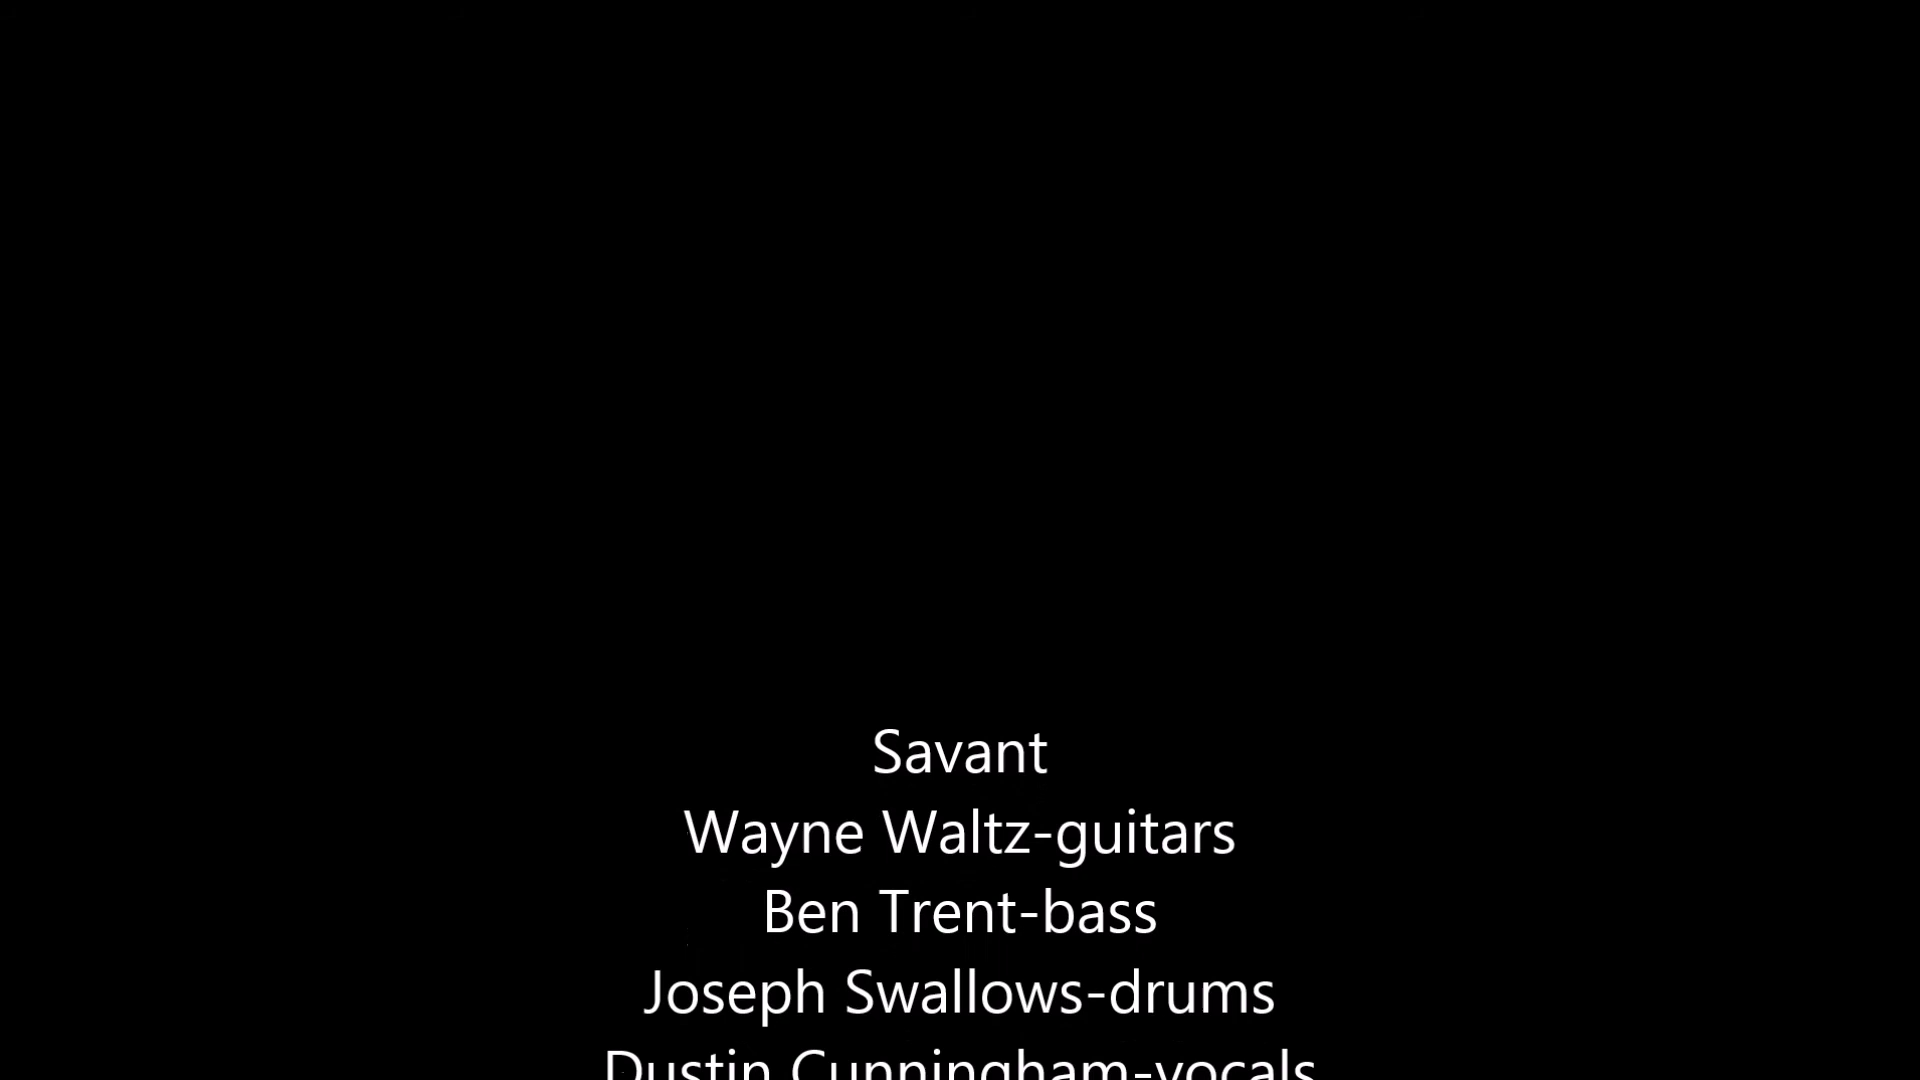 Savant
Wayne Waltz-guitars
Ben Trent-bass
Joseph Swallows-drums
Dustin Cunningham-vocals